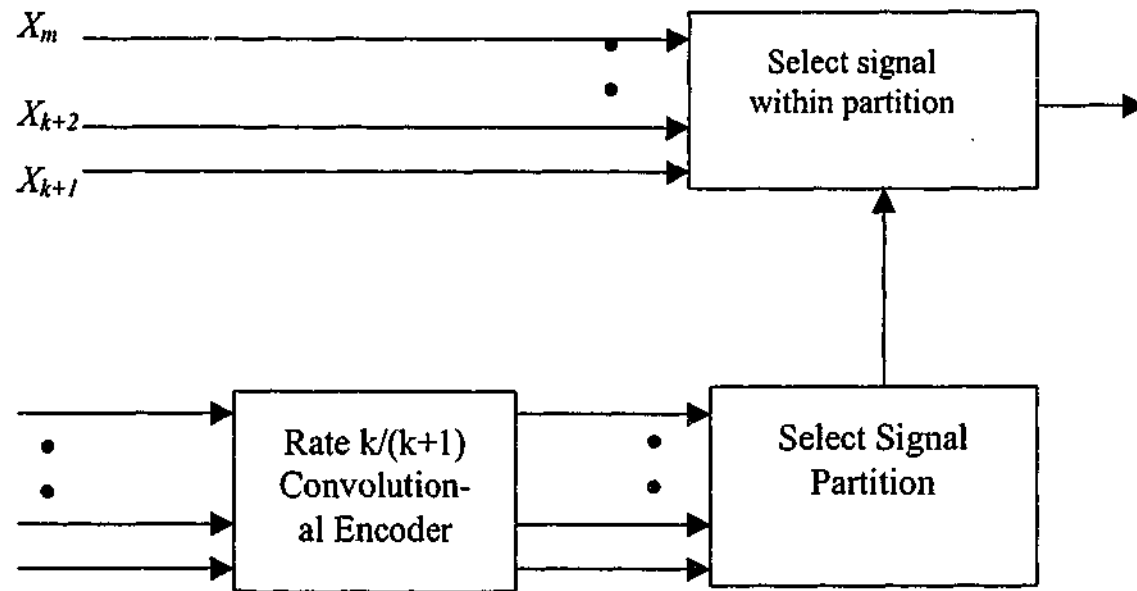 X_m
X_{k+2}
X_{k+1}
Select signal
within partition
Rate k/(k+1)
Convolution-
al Encoder
Select Signal
Partition